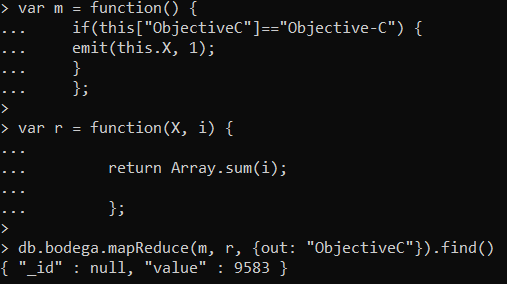 > var m = function() {
...     if(this["ObjectiveC"]=="Objective-C") {
...     emit(this.X, 1);
...     }
...     };
>
> var r = function(X, i) {
...
...         return Array.sum(i);
...
...         };
>
> db.bodega.mapReduce(m, r, {out: "ObjectiveC"}).find()
{ "_id" : null, "value" : 9583 }